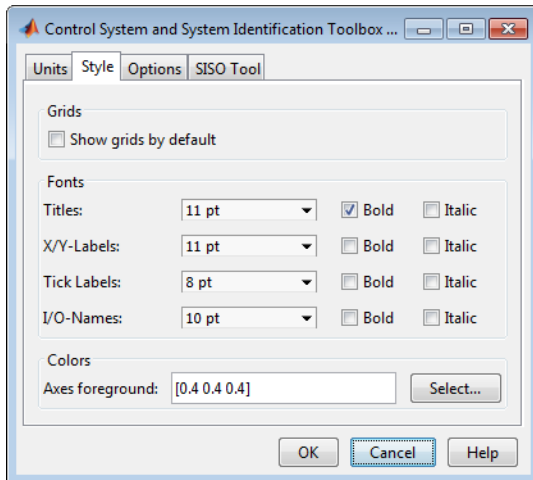 Control System and System Identification Toolbox ...
Units Style Options SISO Tool
Grids
Show grids by default
Fonts
Titles: 11 pt Bold Italic
X/Y-Labels: 11 pt Bold Italic
Tick Labels: 8 pt Bold Italic
I/O-Names: 10 pt Bold Italic
Colors
Axes foreground: [0.4 0.4 0.4] Select...
OK Cancel Help